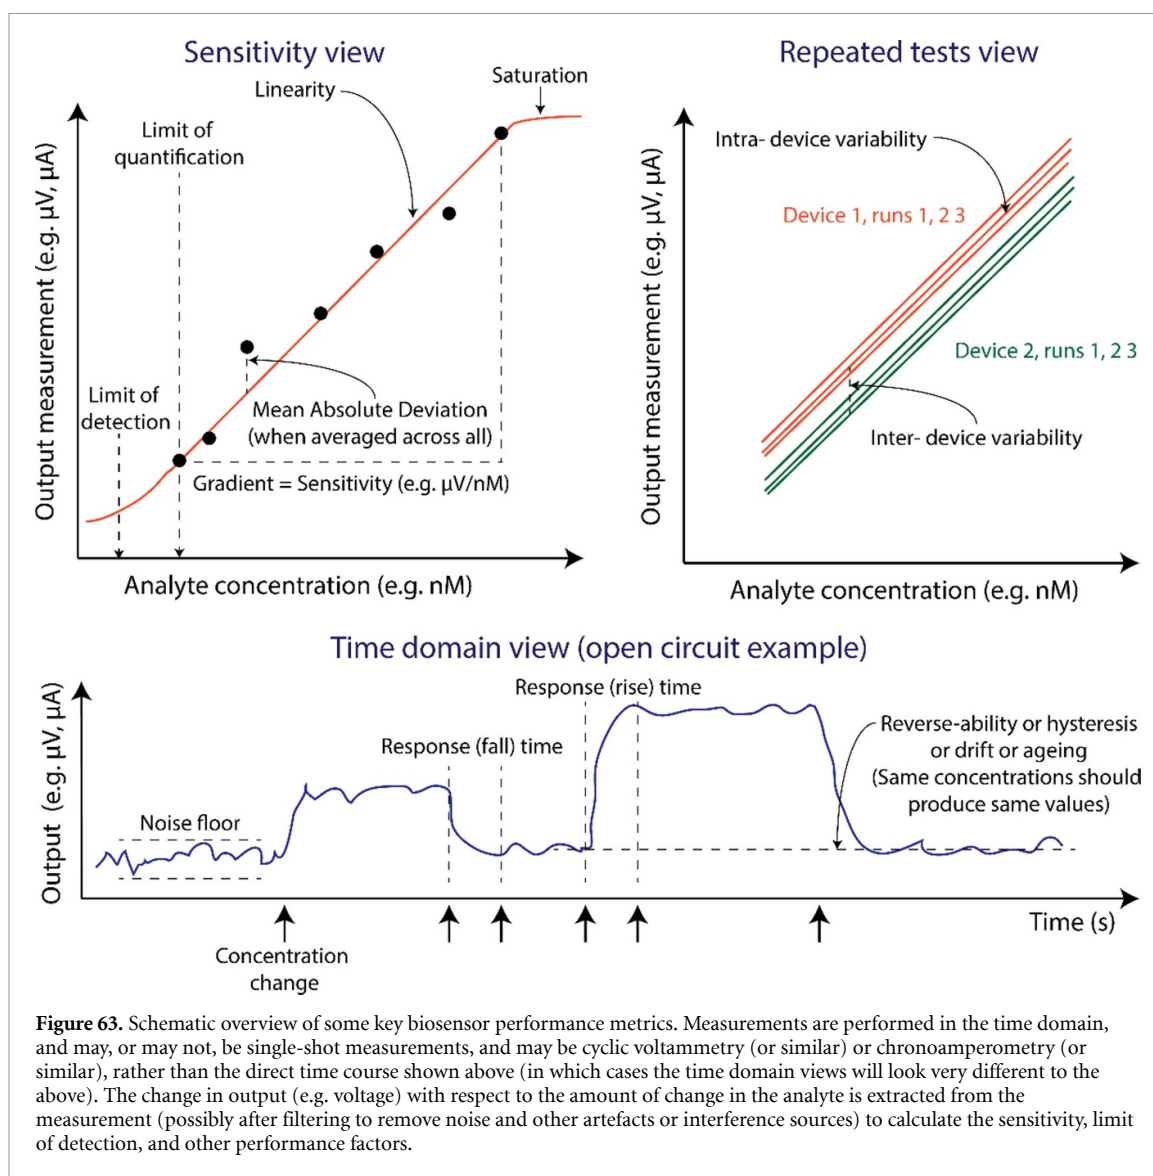 Sensitivity view
Linearity
Saturation
Limit of
quantification
Output measurement (e.g. μV, μA)
Limit of
detection
Mean Absolute Deviation
(when averaged across all)
Gradient = Sensitivity (e.g. μV/nM)
Analyte concentration (e.g. nM)
Repeated tests view
Intra- device variability
Device 1, runs 1, 2 3
Output measurement (e.g. μV, μA)
Device 2, runs 1, 2 3
Inter- device variability
Analyte concentration (e.g. nM)
Time domain view (open circuit example)
Response (rise) time
Response (fall) time
Reverse-ability or hysteresis
or drift or ageing
(Same concentrations should
produce same values)
Output (e.g. μV, μA)
Noise floor
Time (s)
Concentration
change
Figure 63. Schematic overview of some key biosensor performance metrics. Measurements are performed in the time domain,
and may, or may not, be single-shot measurements, and may be cyclic voltammetry (or similar) or chronoamperometry (or
similar), rather than the direct time course shown above (in which cases the time domain views will look very different to the
above). The change in output (e.g. voltage) with respect to the amount of change in the analyte is extracted from the
measurement (possibly after filtering to remove noise and other artefacts or interference sources) to calculate the sensitivity, limit
of detection, and other performance factors.